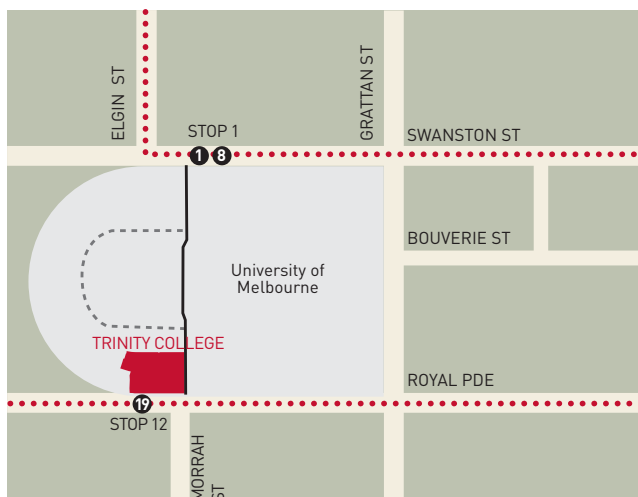 ELGIN ST
GRATTAN ST
STOP 1
SWANSTON ST
1 8
BOUVERIE ST
University of
Melbourne
TRINITY COLLEGE
ROYAL PDE
19
STOP 12
MORRAH
ST